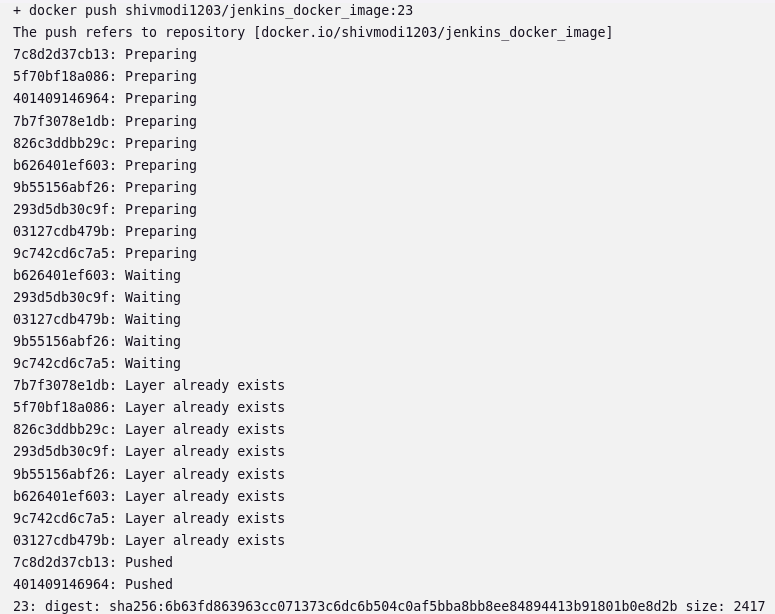 + docker push shivmodi1203/jenkins_docker_image:23
The push refers to repository [docker.io/shivmodi1203/jenkins_docker_image]
7c8d2d37cb13: Preparing
5f70bf18a086: Preparing
401409146964: Preparing
7b7f3078e1db: Preparing
826c3ddbb29c: Preparing
b626401ef603: Preparing
9b55156abf26: Preparing
293d5db30c9f: Preparing
03127cdb479b: Preparing
9c742cd6c7a5: Preparing
b626401ef603: Waiting
293d5db30c9f: Waiting
03127cdb479b: Waiting
9b55156abf26: Waiting
9c742cd6c7a5: Waiting
7b7f3078e1db: Layer already exists
5f70bf18a086: Layer already exists
826c3ddbb29c: Layer already exists
293d5db30c9f: Layer already exists
9b55156abf26: Layer already exists
b626401ef603: Layer already exists
9c742cd6c7a5: Layer already exists
03127cdb479b: Layer already exists
7c8d2d37cb13: Pushed
401409146964: Pushed
23: digest: sha256:6b63fd863963cc071373c6dc6b504c0af5bba8bb8ee84894413b91801b0e8d2b size: 2417